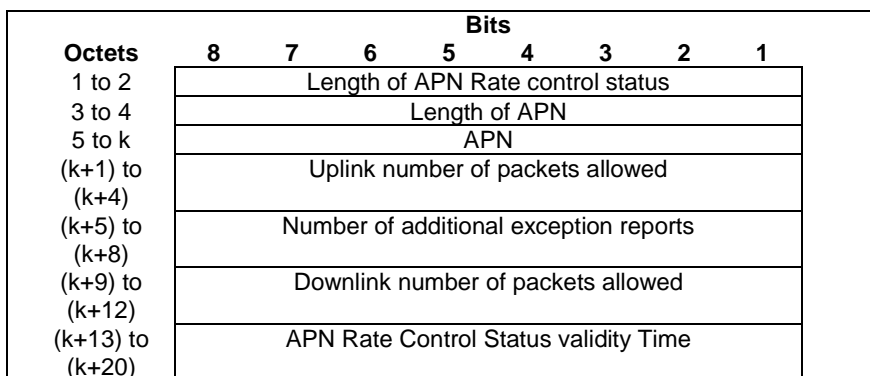 Bits
Octets 8 7 6 5 4 3 2 1
1 to 2 Length of APN Rate control status
3 to 4 Length of APN
5 to k APN
(k+1) to Uplink number of packets allowed
(k+4)
(k+5) to Number of additional exception reports
(k+8)
(k+9) to Downlink number of packets allowed
(k+12)
(k+13) to APN Rate Control Status validity Time
(k+20)